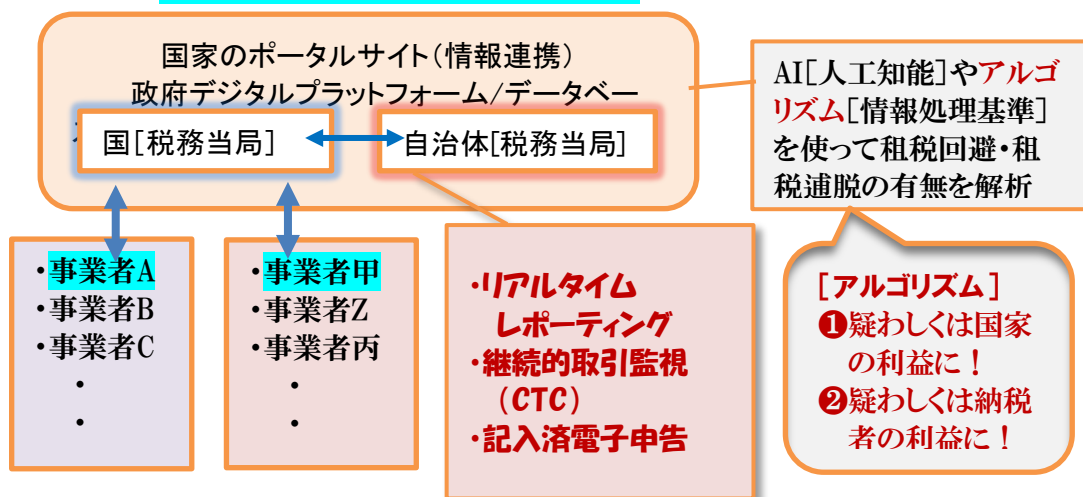 国家のポータルサイト（情報連携）
政府デジタルプラットフォーム/データベー
国[税務当局]
自治体[税務当局]
AI[人工知能]やアルゴ
リズム[情報処理基準]
を使って租税回避・租
税逋脱の有無を解析
・事業者A
・事業者B
・事業者C
・
・
・事業者甲
・事業者Z
・事業者丙
・
・
・リアルタイム
レポーティング
・継続的取引監視
（CTC）
・記入済電子申告
[アルゴリズム]
❶疑わしくは国家
の利益に！
❷疑わしくは納税
者の利益に！